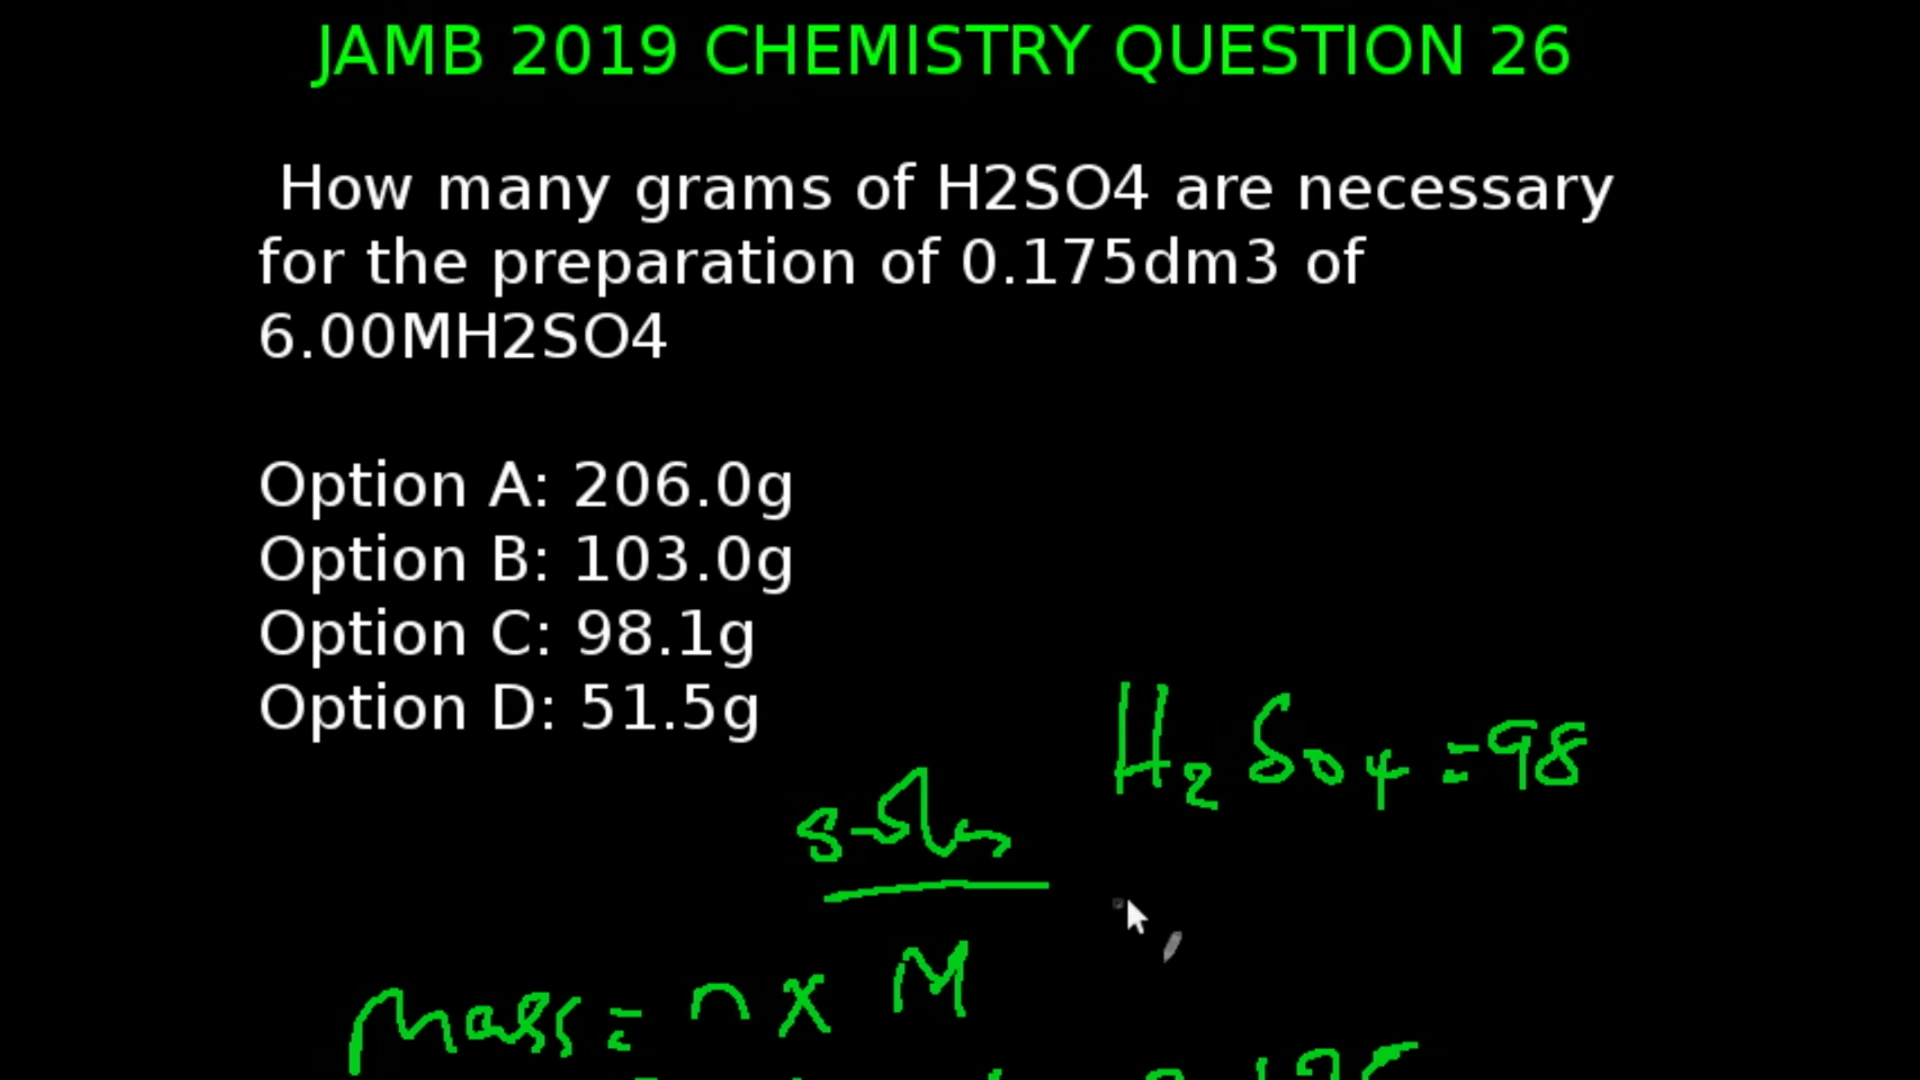 JAMB 2019 CHEMISTRY QUESTION 26
How many grams of H2SO4 are necessary
for the preparation of 0.175dm3 of
6.00MH2SO4
Option A: 206.0g
Option B: 103.0g
Option C: 98.1g
Option D: 51.5g
H2SO4 = 98
Mass = n x M